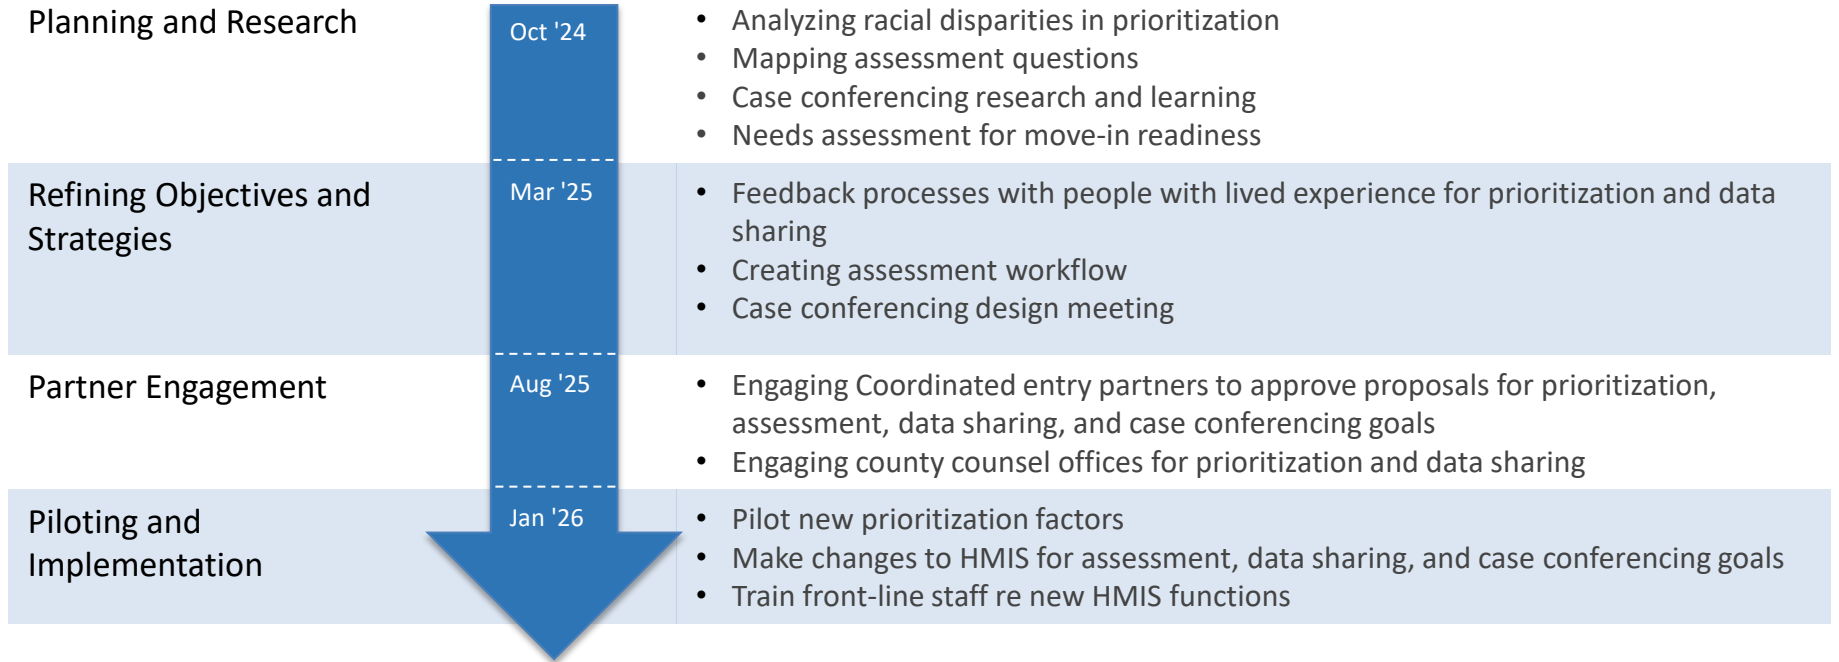 Planning and Research
Oct '24
• Analyzing racial disparities in prioritization
• Mapping assessment questions
• Case conferencing research and learning
• Needs assessment for move-in readiness
Refining Objectives and
Strategies
Mar '25
• Feedback processes with people with lived experience for prioritization and data
sharing
• Creating assessment workflow
• Case conferencing design meeting
Partner Engagement
Aug '25
• Engaging Coordinated entry partners to approve proposals for prioritization,
assessment, data sharing, and case conferencing goals
• Engaging county counsel offices for prioritization and data sharing
Piloting and
Implementation
Jan '26
• Pilot new prioritization factors
• Make changes to HMIS for assessment, data sharing, and case conferencing goals
• Train front-line staff re new HMIS functions